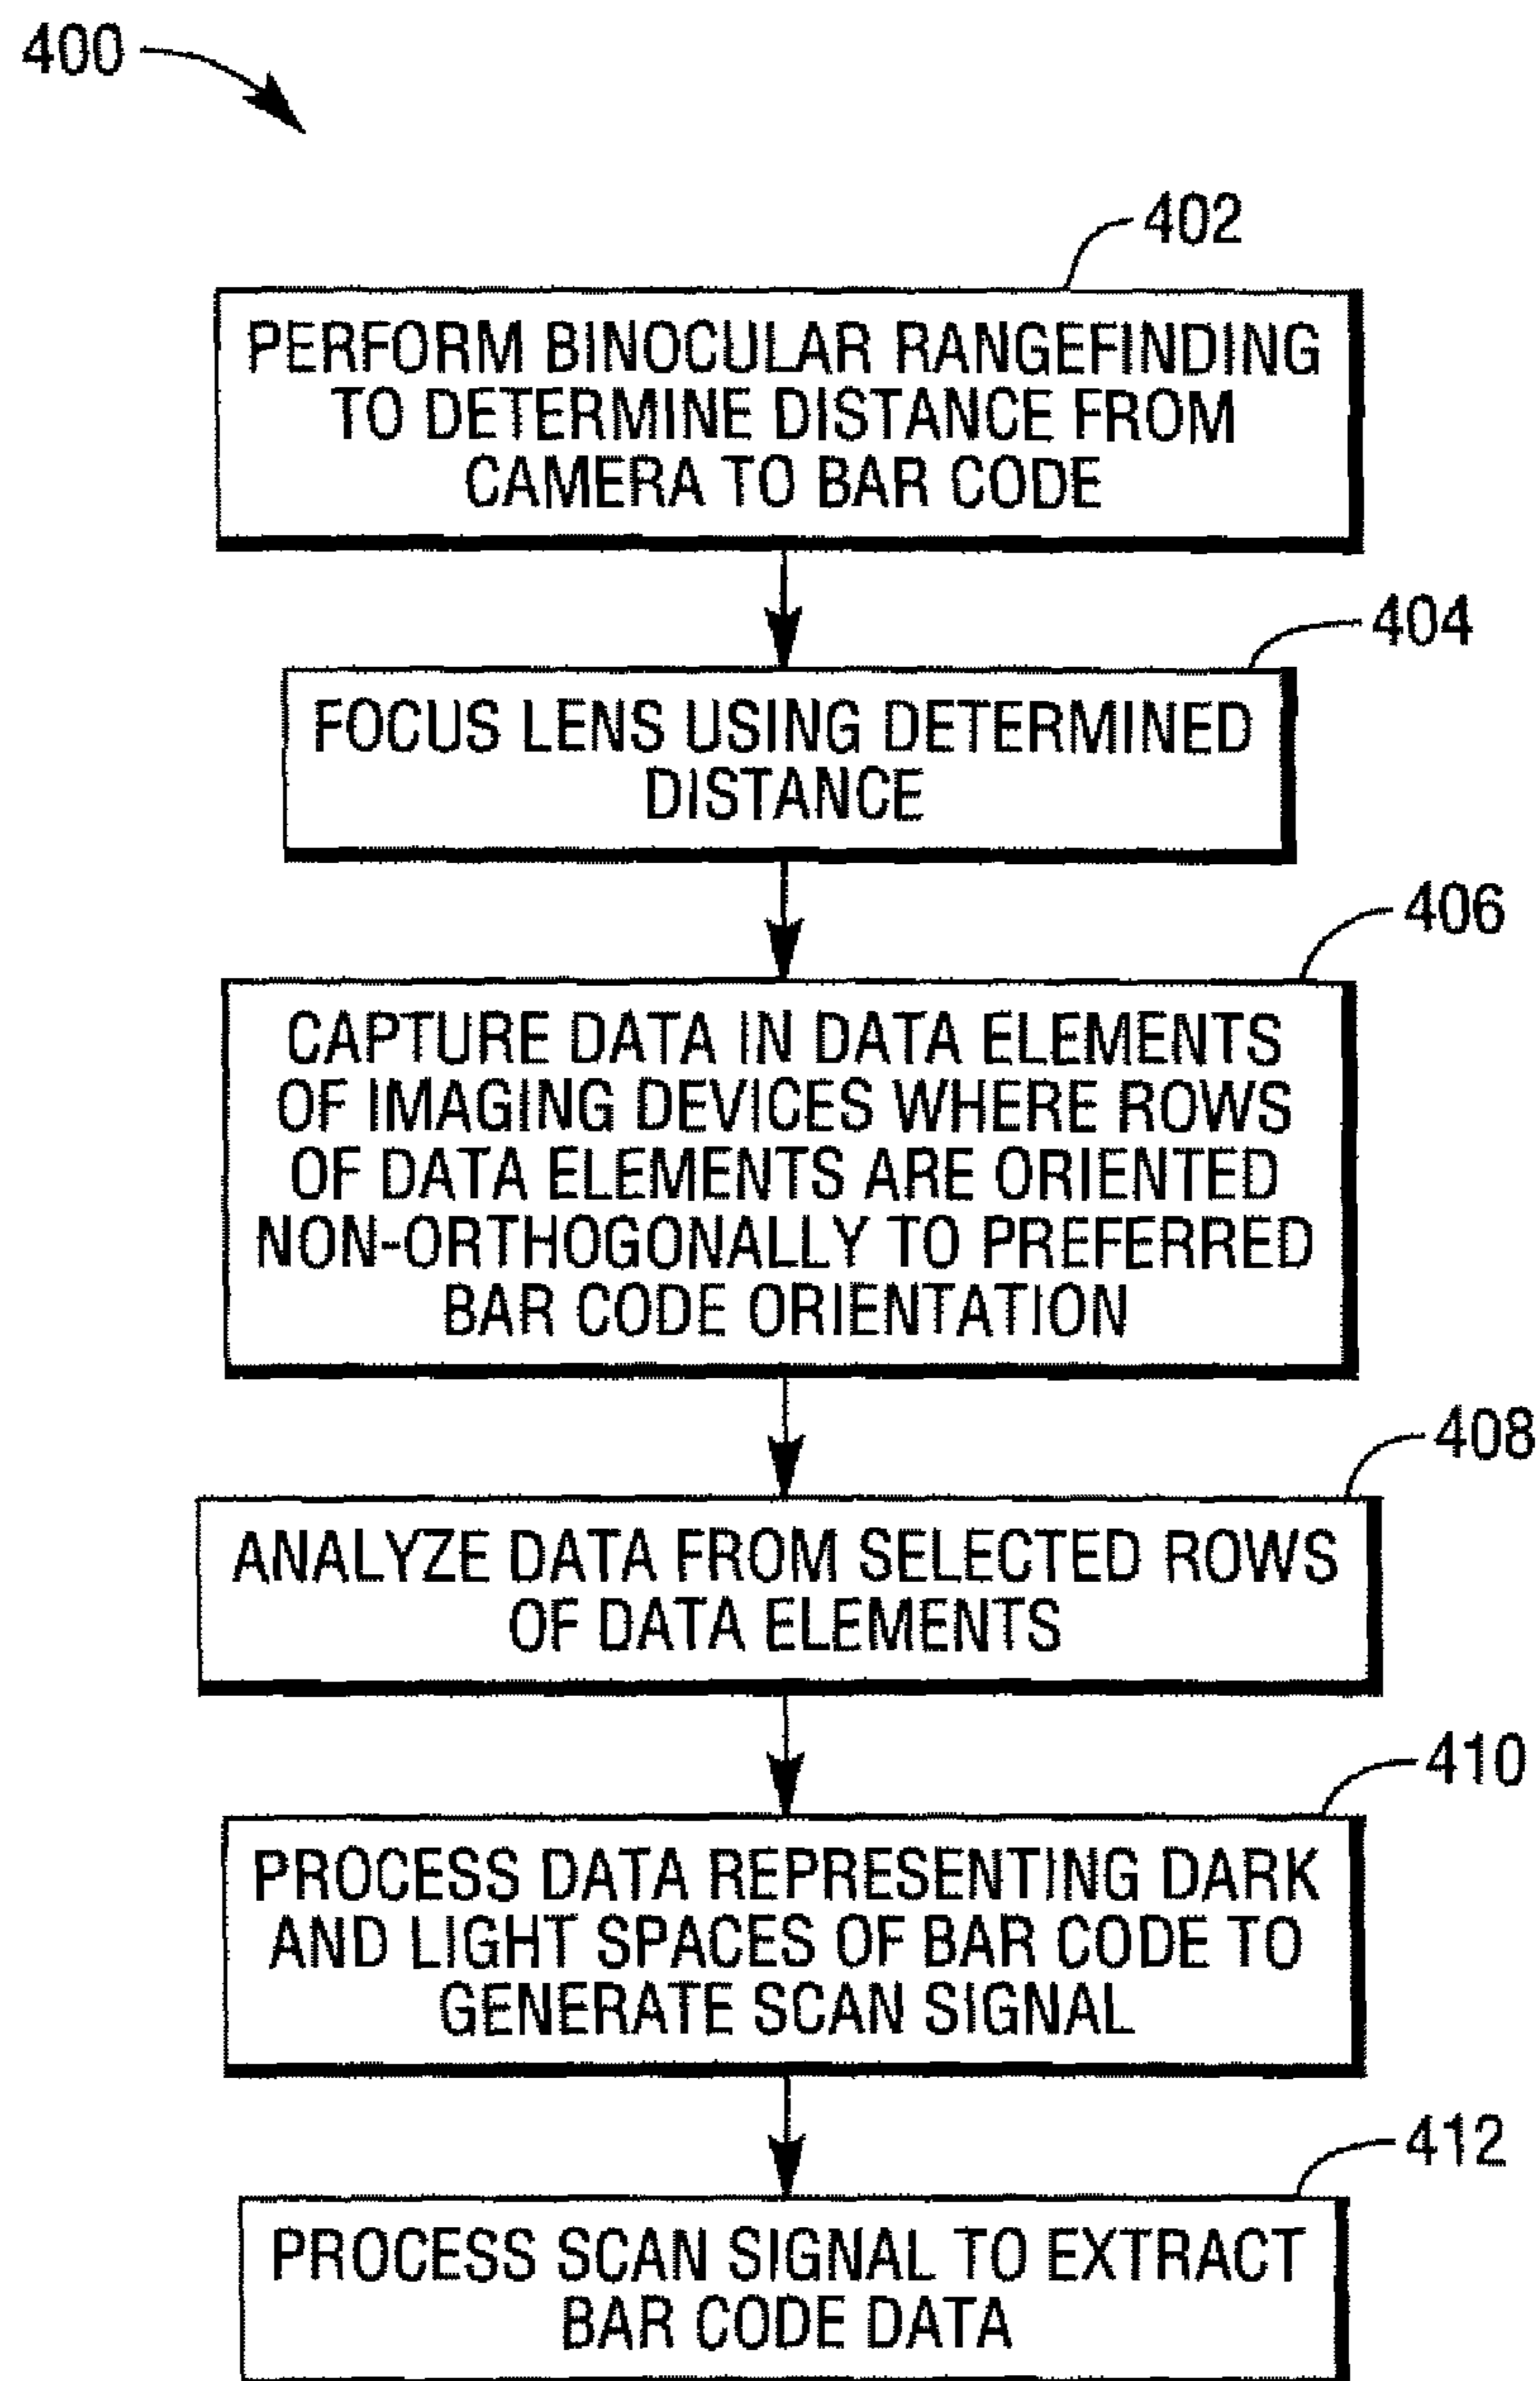 400
402
PERFORM BINOCULAR RANGEFINDING
TO DETERMINE DISTANCE FROM
CAMERA TO BAR CODE
404
FOCUS LENS USING DETERMINED
DISTANCE
406
CAPTURE DATA IN DATA ELEMENTS
OF IMAGING DEVICES WHERE ROWS
OF DATA ELEMENTS ARE ORIENTED
NON-ORTHOGONALLY TO PREFERRED
BAR CODE ORIENTATION
408
ANALYZE DATA FROM SELECTED ROWS
OF DATA ELEMENTS
410
PROCESS DATA REPRESENTING DARK
AND LIGHT SPACES OF BAR CODE TO
GENERATE SCAN SIGNAL
412
PROCESS SCAN SIGNAL TO EXTRACT
BAR CODE DATA